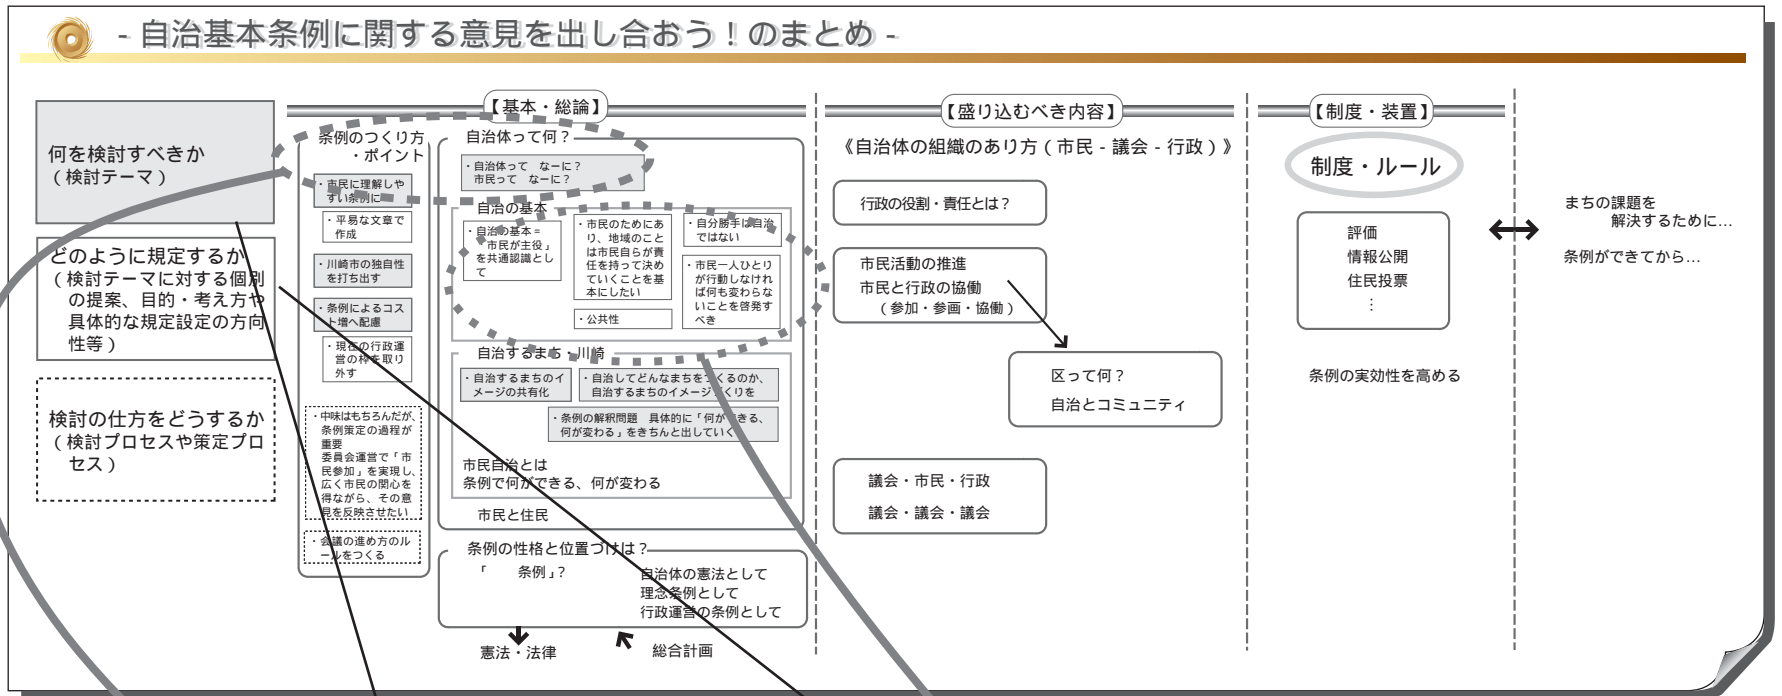 - 自治基本条例に関する意見を出し合おう！のまとめ -
何を検討すべきか
（検討テーマ）
どのように規定するか
（検討テーマに対する個別
の提案、目的・考え方や
具体的な規定設定の方向
性等）
検討の仕方をどうするか
（検討プロセスや策定プロ
セス）
【基本・総論】
条例のつくり方
・ポイント
・市民に理解しや
すい条例に
・平易な文章で
作成
・川崎市の独自性
を打ち出す
・条例によるコス
ト増へ配慮
・現在の行政運
営の枠を取り
外す
・中味はもちろんだが、
条例策定の過程が
重要
委員会運営で「市
民参加」を実現し、
広く市民の関心を
得ながら、その意
見を反映させたい
・会議の進め方のル
ールをつくる
自治体って何？
・自治体って　なーに？
市民って　なーに？
自治の基本
・自治の基本＝
「市民が主役」
を共通認識とし
て
・市民のためにあ
り、地域のこと
は市民自らが責
任を持って決め
ていくことを基
本にしたい
・公共性
・自分勝手は自治
ではない
・市民一人ひとり
が行動しなけれ
ば何も変わらな
いことを啓発す
べき
自治するまち・川崎
・自治するまちのイ
メージの共有化
・自治してどんなまちをつくるのか、
自治するまちのイメージづくりを
・条例の解釈問題　具体的に「何ができる、
何が変わる」をきちんと出していく
市民自治とは
条例で何ができる、何が変わる
市民と住民
条例の性格と位置づけは？
「　　条例」？
自治体の憲法として
理念条例として
行政運営の条例として
憲法・法律
総合計画
【盛り込むべき内容】
《自治体の組織のあり方（市民 - 議会 - 行政）》
行政の役割・責任とは？
市民活動の推進
市民と行政の協働
（参加・参画・協働）
区って何？
自治とコミュニティ
議会・市民・行政
議会・議会・議会
【制度・装置】
制度・ルール
評価
情報公開
住民投票
…
条例の実効性を高める
まちの課題を
解決するために…
条例ができてから…